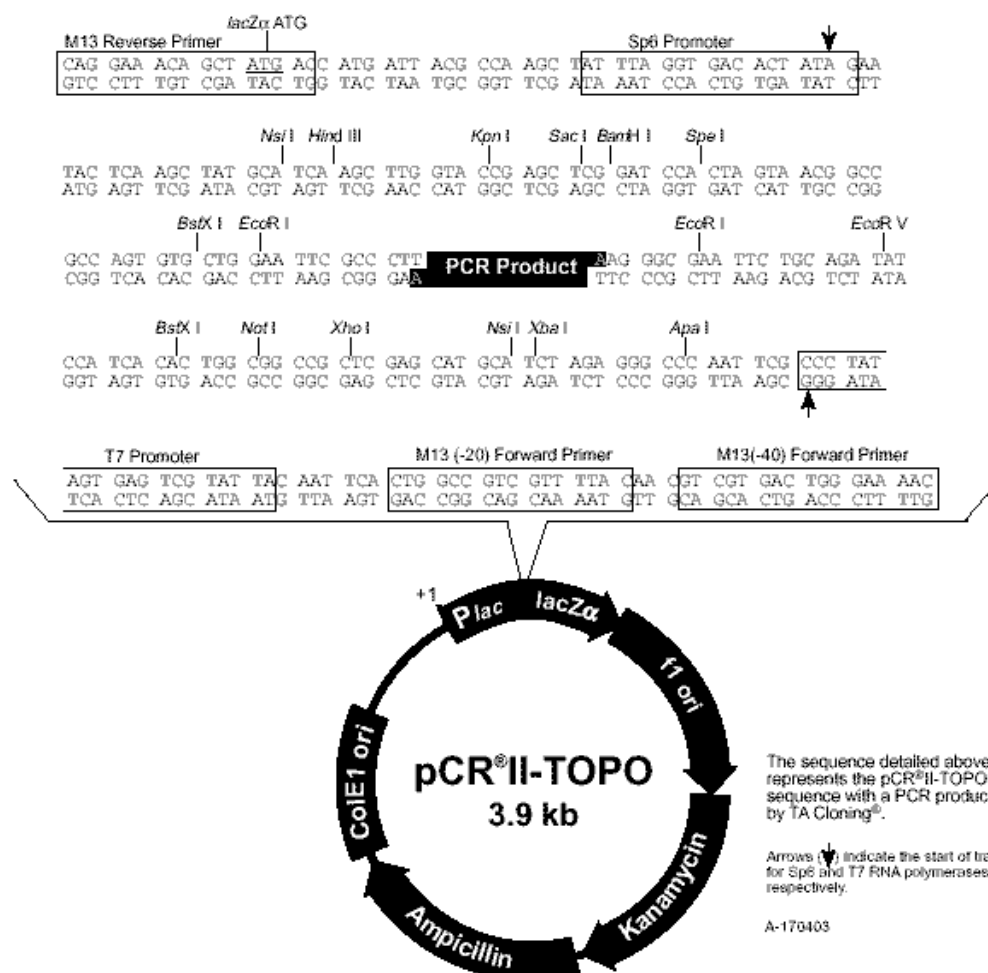 lacZα ATG
M13 Reverse Primer
Sp6 Promoter
CAG GAA ACA GCT ATG ACC ATG ATT ACG CCA AGC TAT TTA GGT GAC ACT ATA GAA
GTC CTT TGT CGA TAC TGG TAC TAA TGC GGT TCG ATA AAT CCA CTG TGA TAT CTT
Nsi I Hind III Kpn I Sac I BamH I Spe I
TAC TCA AGC TAT GCA TCA AGC TTG GTA CCG AGC TCG GAT CCA CTA GTA ACG GCC
ATG AGT TCG ATA CGT AGT TCG AAC CAT GGC TCG AGC CTA GGT GAT CAT TGC CGG
BstX I EcoR I EcoR I EcoR V
GCC AGT GTG CTG GAA TTC GCC CTT PCR Product AAG GGC GAA TTC TGC AGA TAT
CGG TCA CAC GAC CTT AAG CGG GAA TTC CCG CTT AAG ACG TCT ATA
BstX I Not I Xho I Nsi I Xba I Apa I
CCA TCA CAC TGG CGG CCG CTC GAG CAT GCA TCT AGA GGG CCC AAT TCG CCC TAT
GGT AGT GTG ACC GCC GGC GAG CTC GTA CGT AGA TCT CCC GGG TTA AGC GGG ATA
T7 Promoter M13 (-20) Forward Primer M13(-40) Forward Primer
AGT GAG TCG TAT TAC AAT TCA CTG GCC GTC GTT TTA CAA CGT CGT GAC TGG GAA AAC
TCA CTC AGC ATA ATG TTA AGT GAC CGG CAG CAA AAT GTT GCA GCA CTG ACC CTT TTG
+1
Plac lacZα
f1 ori
Kanamycin
Ampicillin
ColE1 ori
pCR®II-TOPO
3.9 kb
The sequence detailed above
represents the pCR®II-TOPO
sequence with a PCR produc
by TA Cloning®.
Arrows ( ) indicate the start of tra
for Sp6 and T7 RNA polymerases
respectively.
A-170403